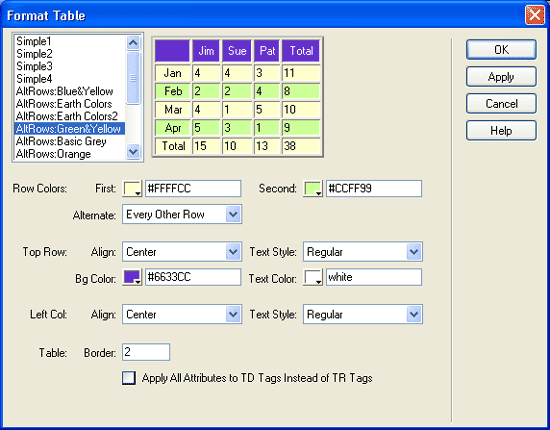 Format Table
Simple1
Simple2
Simple3
Simple4
AltRows:Blue&Yellow
AltRows:Earth Colors
AltRows:Earth Colors2
AltRows:Green&Yellow
AltRows:Basic Grey
AltRows:Orange
Jim Sue Pat Total
Jan 4 4 3 11
Feb 2 2 4 8
Mar 4 1 5 10
Apr 5 3 1 9
Total 15 10 13 38
OK
Apply
Cancel
Help
Row Colors: First: #FFFFCC Second: #CCFF99
Alternate: Every Other Row
Top Row: Align: Center Text Style: Regular
Bg Color: #6633CC Text Color: white
Left Col: Align: Center Text Style: Regular
Table: Border: 2
Apply All Attributes to TD Tags Instead of TR Tags